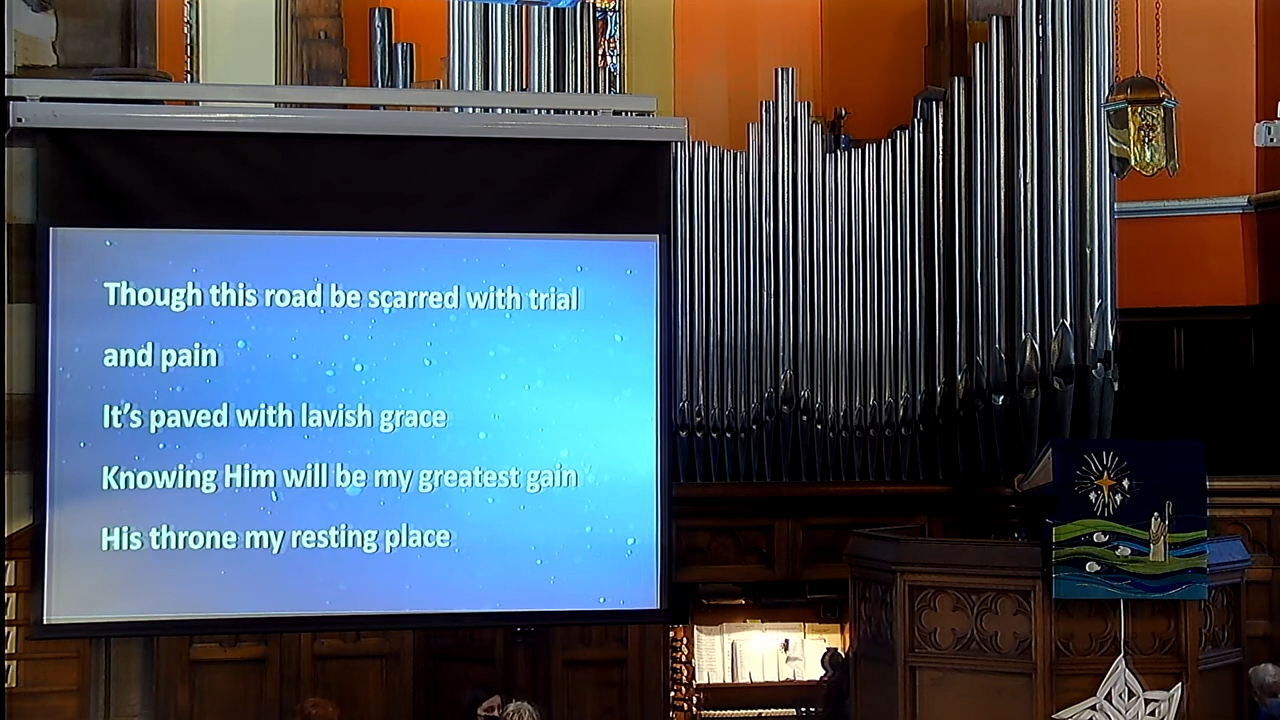 Though this road be scarred with trial
and pain
It's paved with lavish grace
Knowing Him will be my greatest gain
His throne my resting place